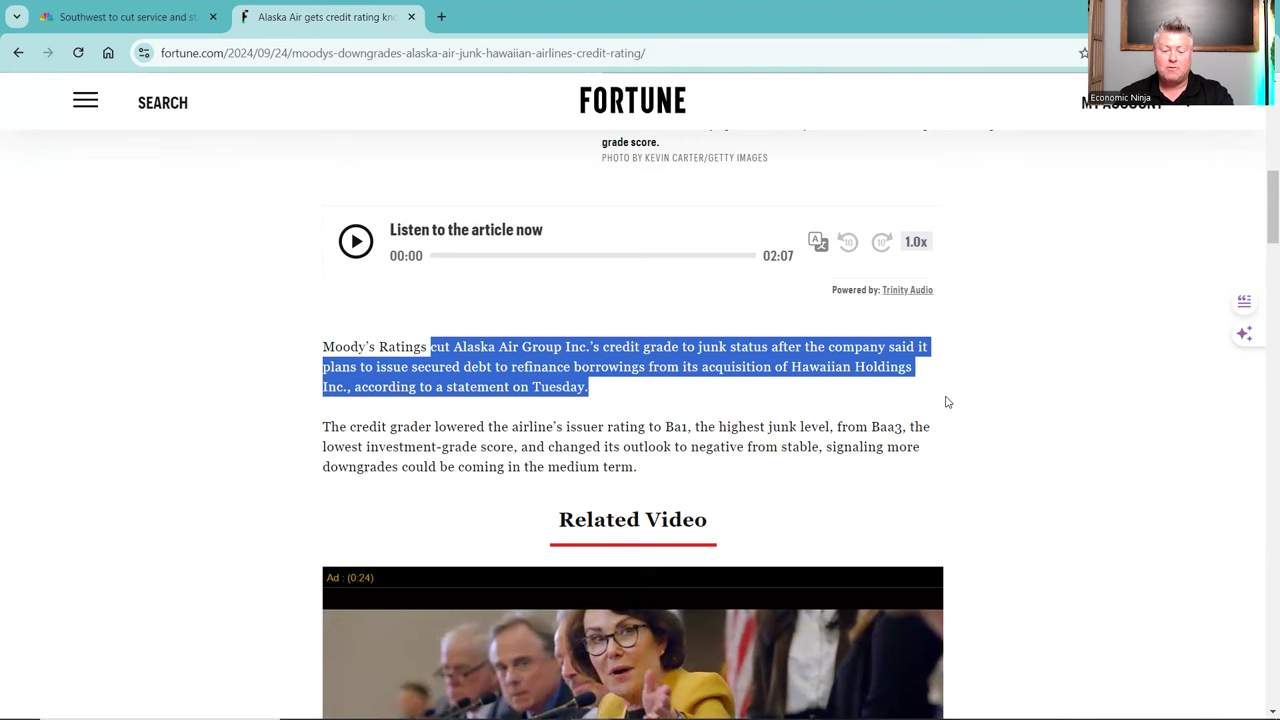 Southwest to cut service and st
Alaska Air gets credit rating kn
fortune.com/2024/09/24/moodys-downgrades-alaska-air-junk-hawaiian-airlines-credit-rating/
Economic Ninja
SEARCH
FORTUNE
MY ACCOUNT
grade score.
PHOTO BY KEVIN CARTER/GETTY IMAGES
Listen to the article now
00:00
02:07
10
10
1.0x
Powered by: Trinity Audio
Moody's Ratings cut Alaska Air Group Inc.'s credit grade to junk status after the company said it
plans to issue secured debt to refinance borrowings from its acquisition of Hawaiian Holdings
Inc., according to a statement on Tuesday.
The credit grader lowered the airline's issuer rating to Ba1, the highest junk level, from Baa3, the
lowest investment-grade score, and changed its outlook to negative from stable, signaling more
downgrades could be coming in the medium term.
Related Video
Ad : (0:24)